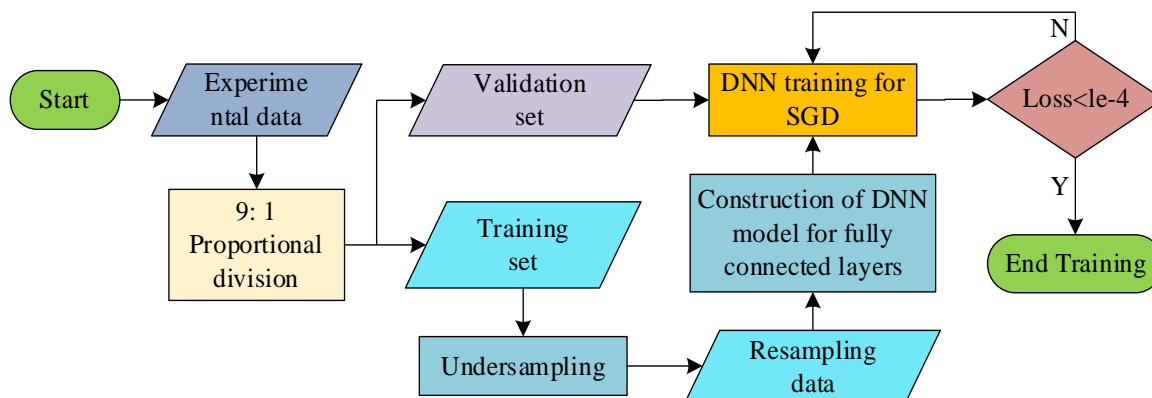 Start
Experime
ntal data
9: 1
Proportional
division
Validation
set
Training
set
Undersampling
Resampling
data
Construction of DNN
model for fully
connected layers
DNN training for
SGD
Loss<le-4
N
Y
End Training